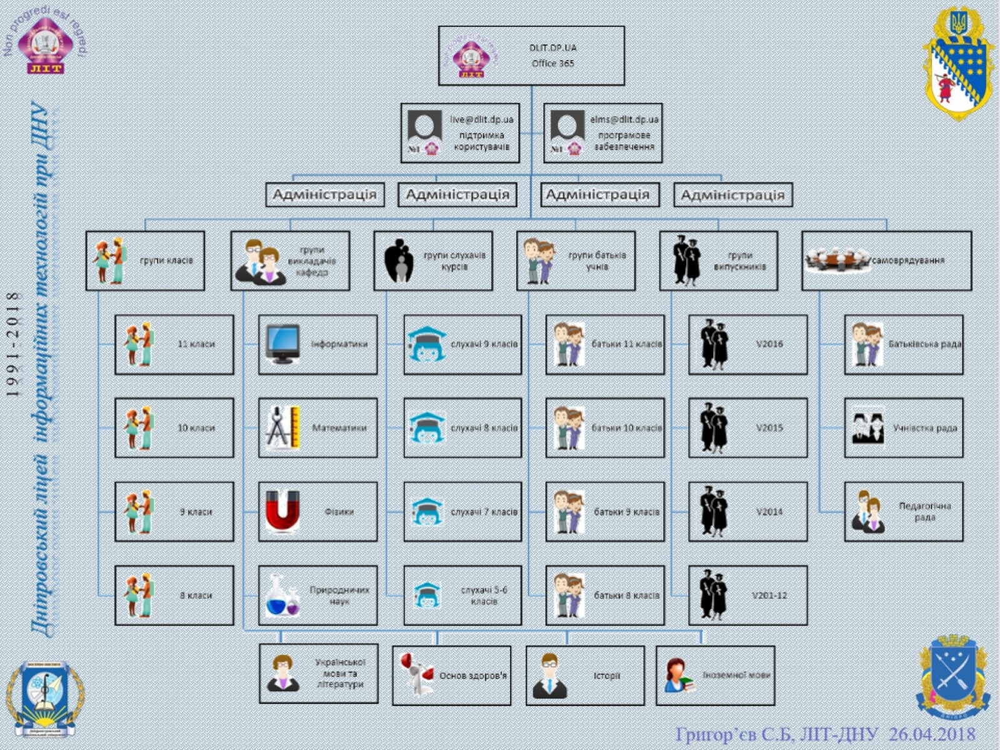 Non progredi est regredi
ЛІТ
DLIT.DP.UA
Office 365
live@dlit.dp.ua
підтримка
користувачів
№1
elms@dlit.dp.ua
програмове
забезпечення
№1
Адміністрація
Адміністрація
Адміністрація
Адміністрація
групи класів
групи
викладачів
кафедр
групи слухачів
курсів
групи батьків
учнів
групи
випускників
самоврядування
11 класи
Інформатики
слухачі 9 класів
батьки 11 класів
V2016
Батьківська рада
10 класи
Математики
слухачі 8 класів
батьки 10 класів
V2015
Учнівстка рада
9 класи
Фізики
слухачі 7 класів
батьки 9 класів
V2014
Педагогічна
рада
8 класи
Природничих
наук
слухачі 5-6
класів
батьки 8 класів
V201-12
Української
мови та
літератури
Основ здоров'я
Історії
Іноземної мови
1991-2018
Дніпровський ліцей інформаційних технологій при ДНУ
Григор’єв С.Б, ЛІТ-ДНУ 26.04.2018